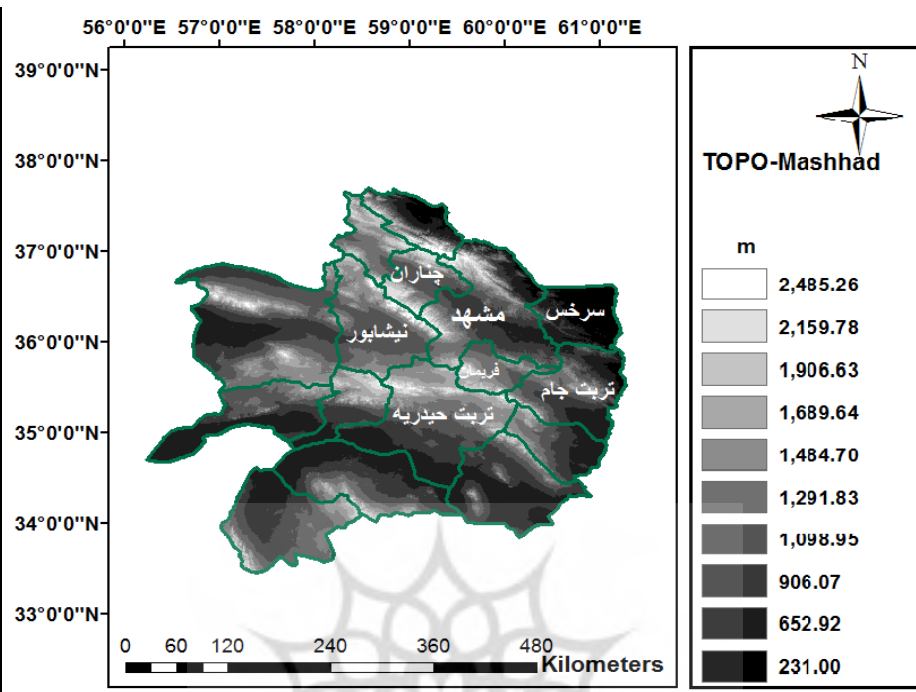 56°0'0"E 57°0'0"E 58°0'0"E 59°0'0"E 60°0'0"E 61°0'0"E
39°0'0"N
38°0'0"N
37°0'0"N
36°0'0"N
35°0'0"N
34°0'0"N
33°0'0"N
چناران
سرخس
مشهد
نیشابور
فریمان
تربت جام
تربت حیدریه
0 60 120 240 360 480
Kilometers
N
TOPO-Mashhad
m
2,485.26
2,159.78
1,906.63
1,689.64
1,484.70
1,291.83
1,098.95
906.07
652.92
231.00